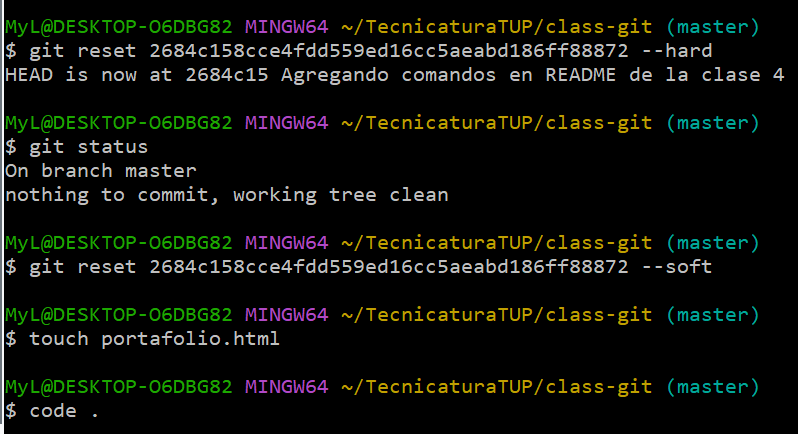 MyL@DESKTOP-O6DBG82 MINGW64 ~/TecnicaturaTUP/class-git (master)
$ git reset 2684c158cce4fdd559ed16cc5aeabd186ff88872 --hard
HEAD is now at 2684c15 Agregando comandos en README de la clase 4
MyL@DESKTOP-O6DBG82 MINGW64 ~/TecnicaturaTUP/class-git (master)
$ git status
On branch master
nothing to commit, working tree clean
MyL@DESKTOP-O6DBG82 MINGW64 ~/TecnicaturaTUP/class-git (master)
$ git reset 2684c158cce4fdd559ed16cc5aeabd186ff88872 --soft
MyL@DESKTOP-O6DBG82 MINGW64 ~/TecnicaturaTUP/class-git (master)
$ touch portafolio.html
MyL@DESKTOP-O6DBG82 MINGW64 ~/TecnicaturaTUP/class-git (master)
$ code .